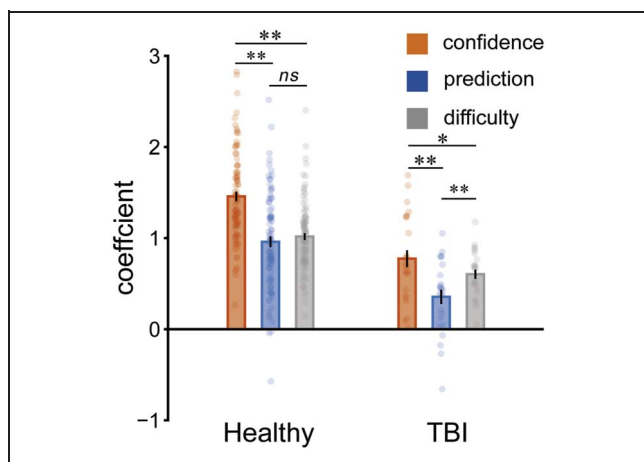 3
2
1
0
−1
coeffcient
confidence
prediction
difficulty
**
**
ns
*
**
**
Healthy
TBI